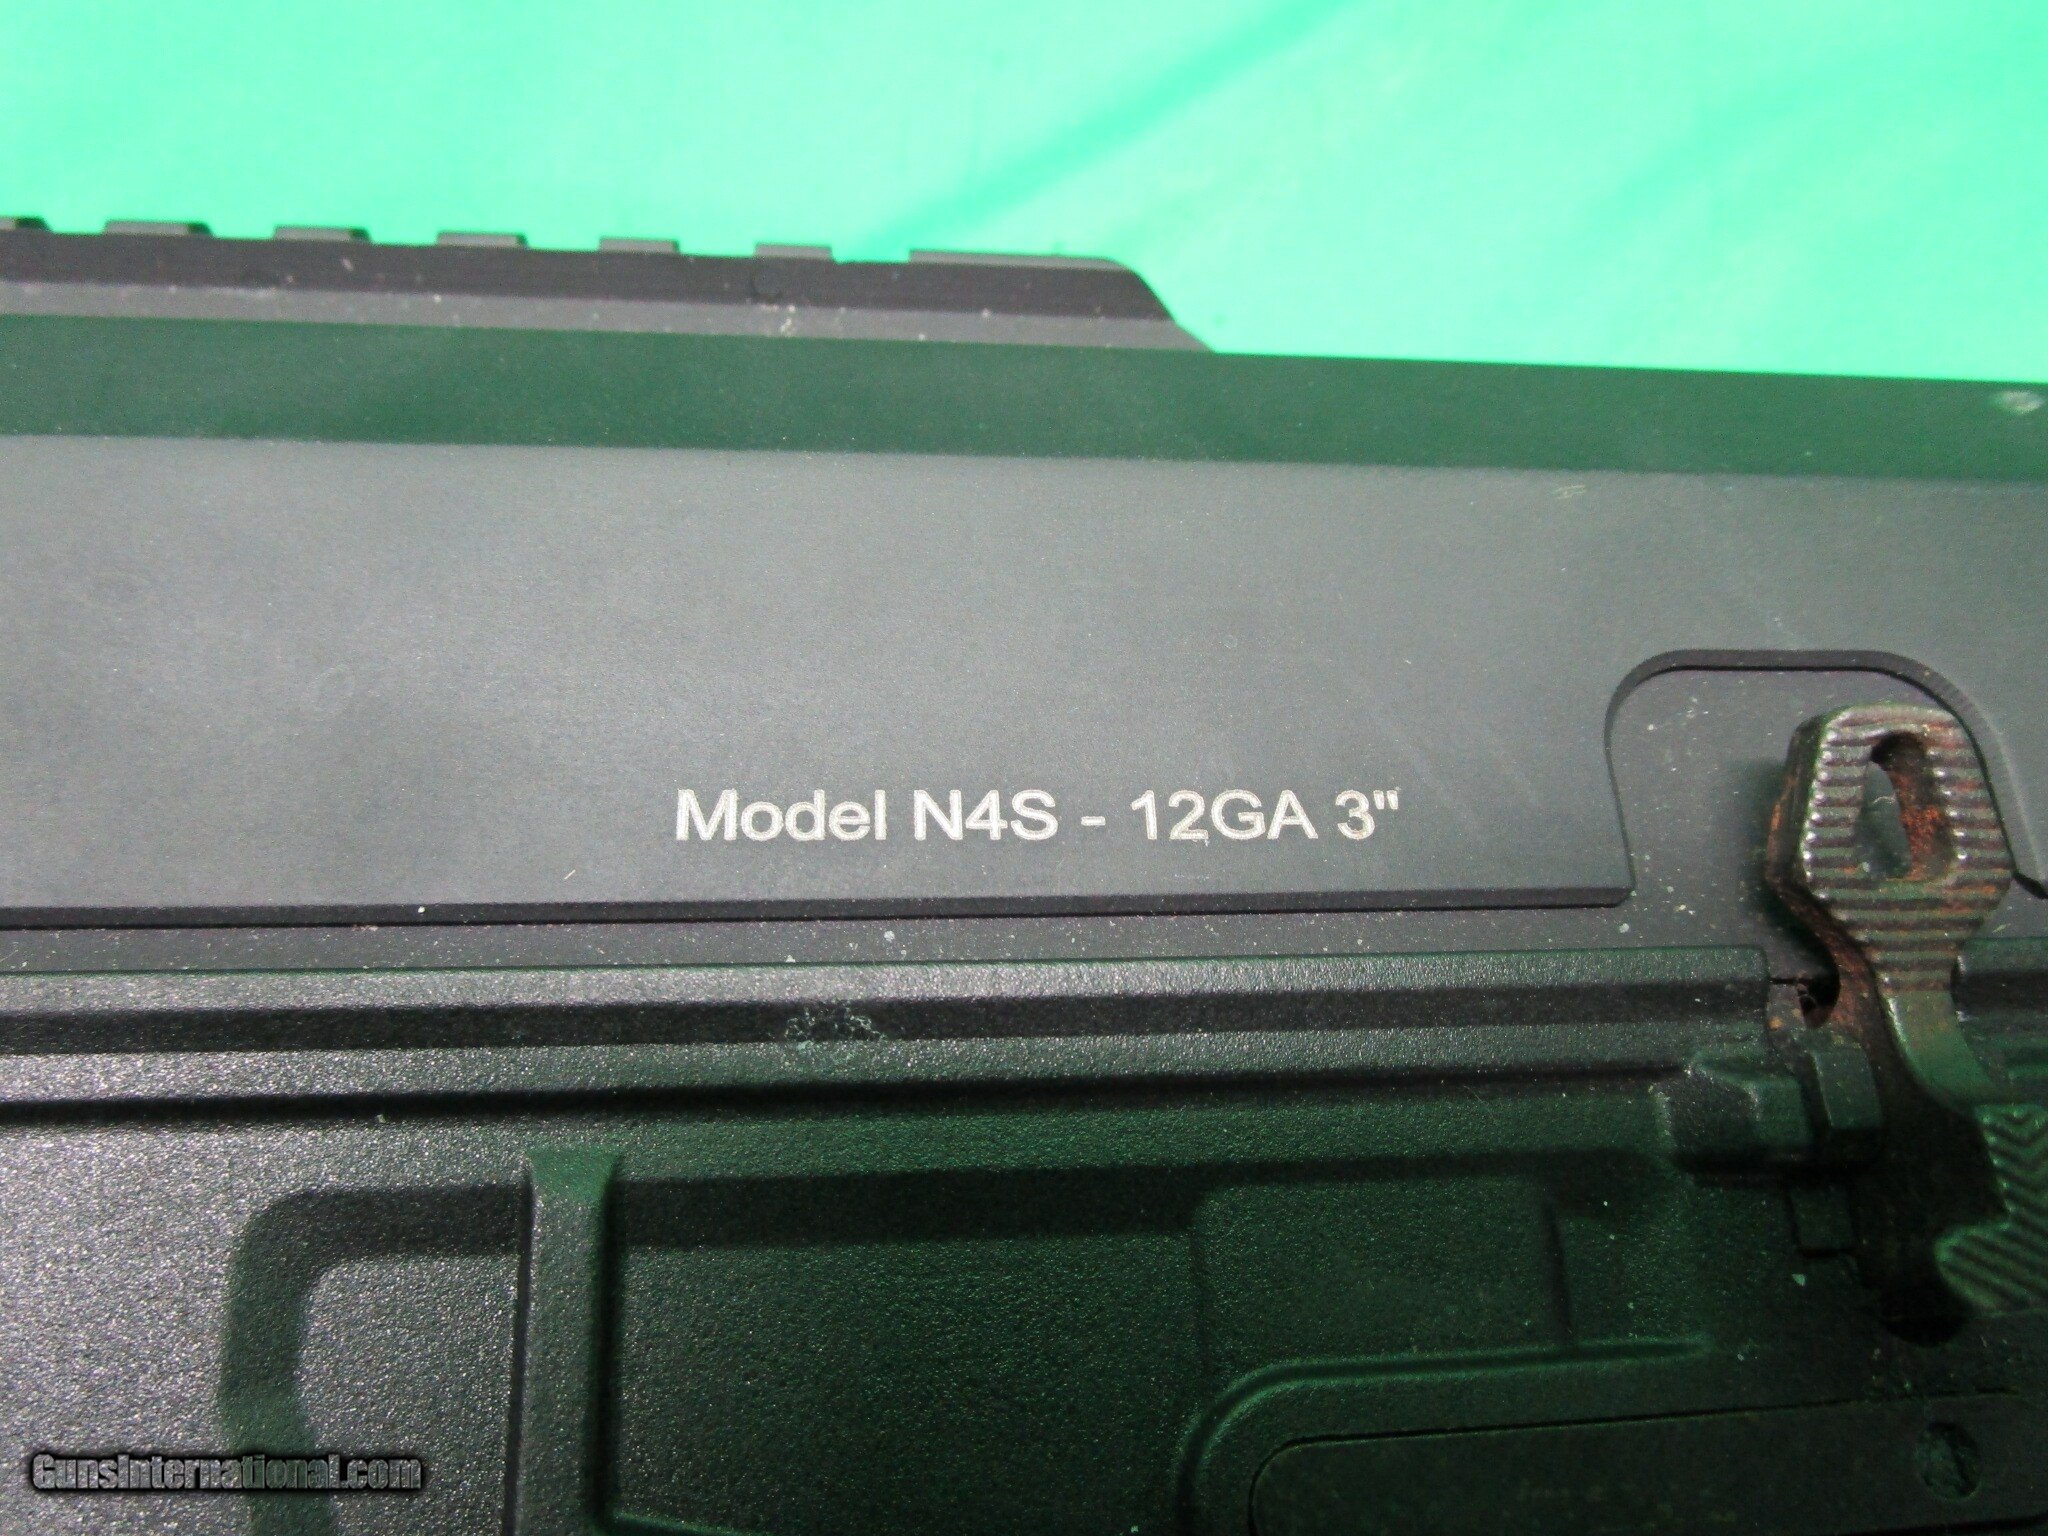 Model N4S - 12GA 3"
GunsInternational.com